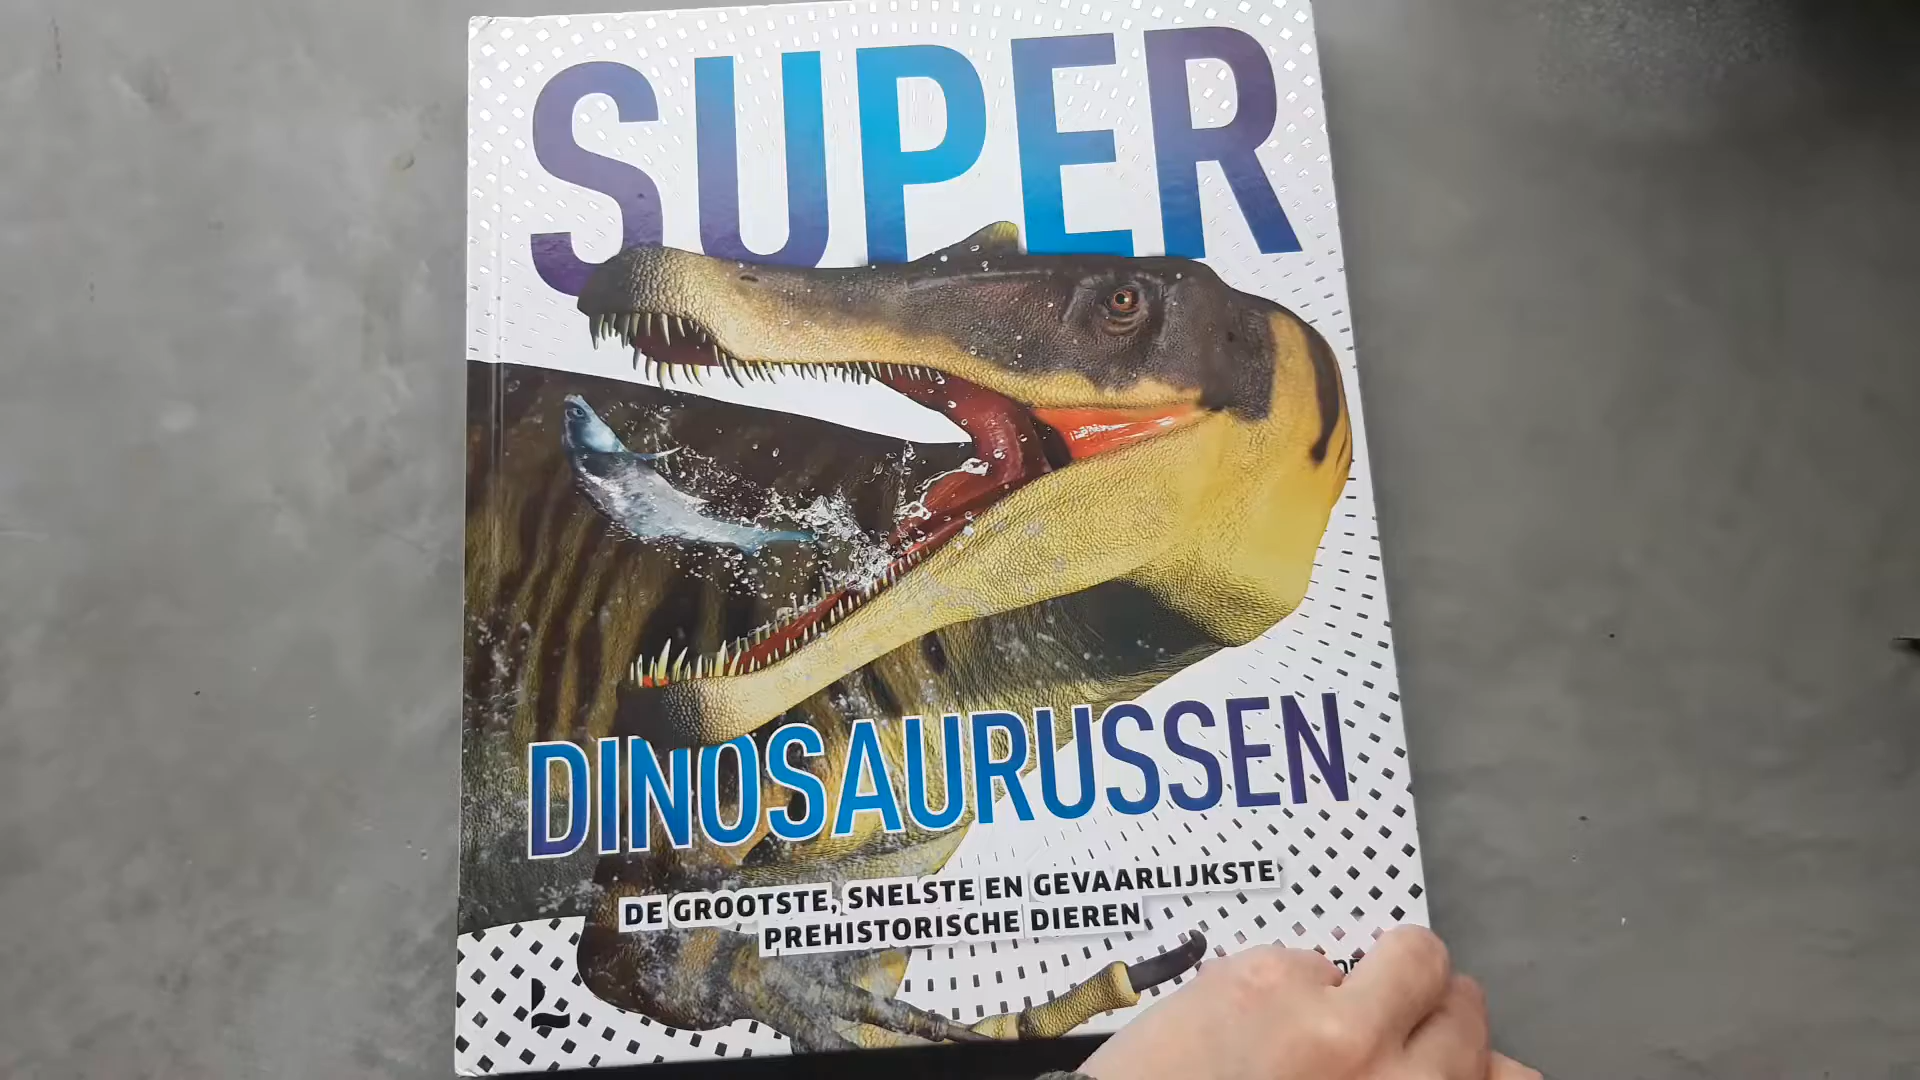 SUPER
DINOSAURUSSEN
DE GROOTSTE, SNELSTE EN GEVAARLIJKSTE
PREHISTORISCHE DIEREN